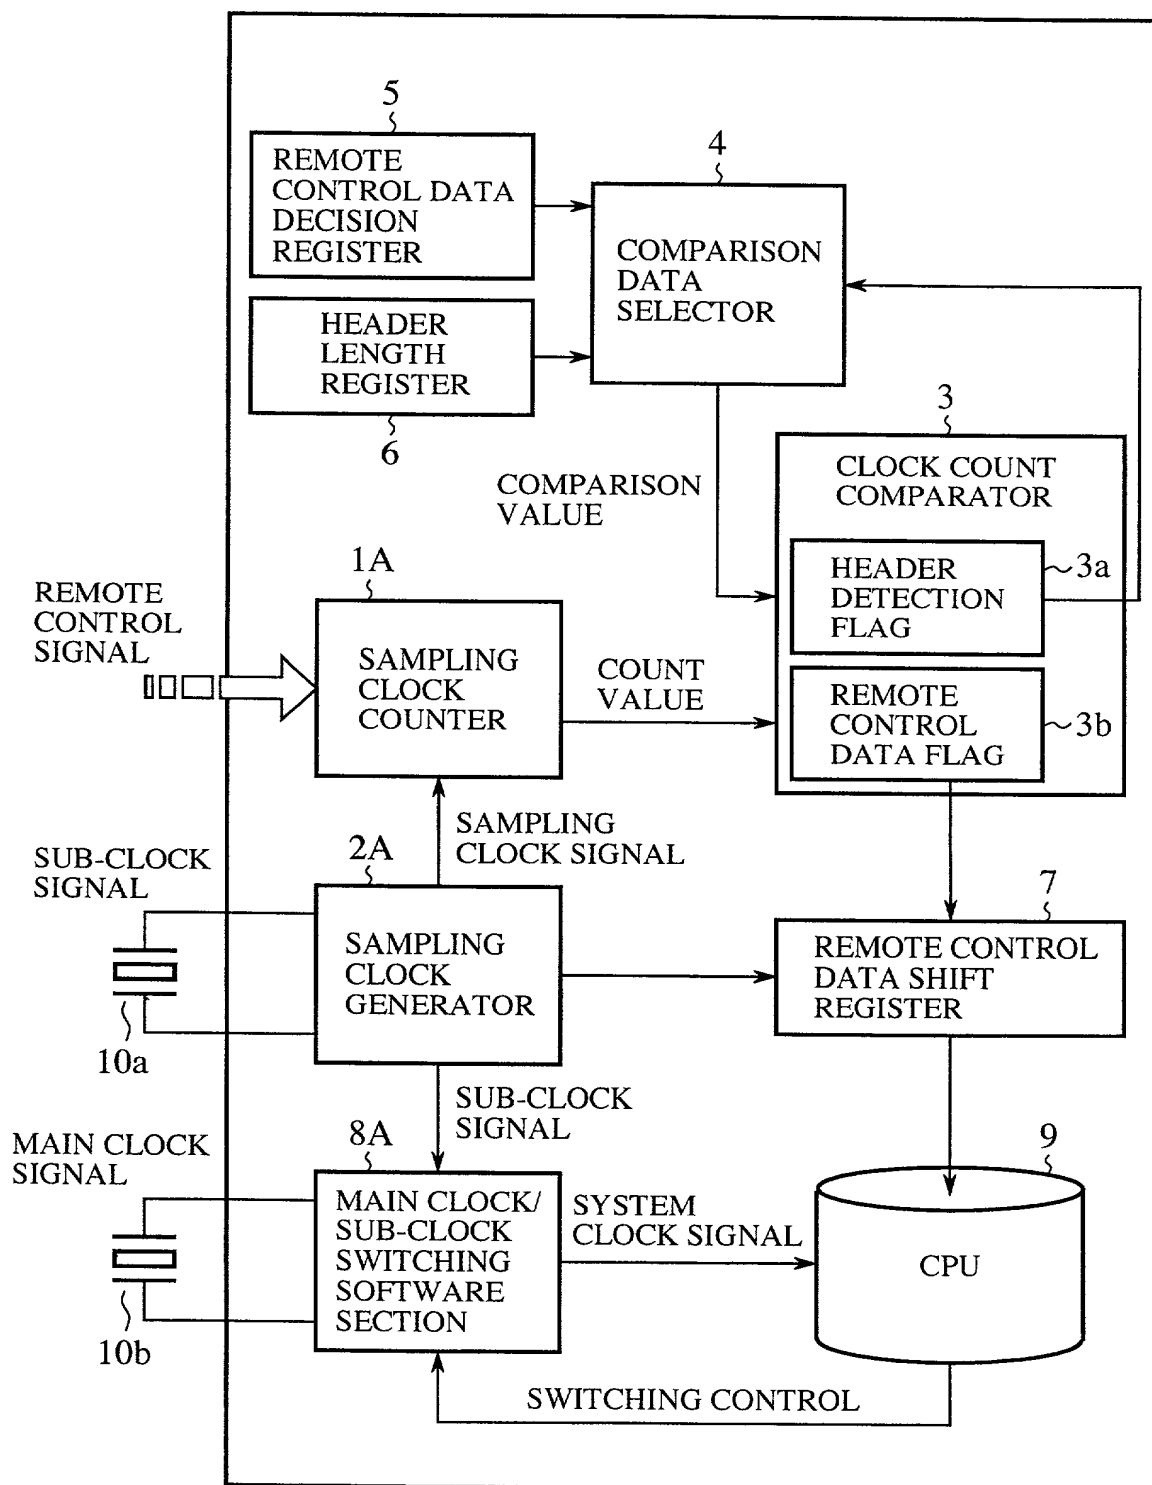 5
REMOTE
CONTROL DATA
DECISION
REGISTER
4
COMPARISON
DATA
SELECTOR
HEADER
LENGTH
REGISTER
6
3
CLOCK COUNT
COMPARATOR
COMPARISON
VALUE
HEADER
DETECTION
FLAG
3a
1A
REMOTE
CONTROL
SIGNAL
SAMPLING
CLOCK
COUNTER
COUNT
VALUE
REMOTE
CONTROL
DATA FLAG
3b
SAMPLING
CLOCK SIGNAL
SUB-CLOCK
SIGNAL
2A
SAMPLING
CLOCK
GENERATOR
7
REMOTE CONTROL
DATA SHIFT
REGISTER
10a
SUB-CLOCK
SIGNAL
MAIN CLOCK
SIGNAL
8A
MAIN CLOCK/
SUB-CLOCK
SWITCHING
SOFTWARE
SECTION
SYSTEM
CLOCK SIGNAL
9
CPU
10b
SWITCHING CONTROL